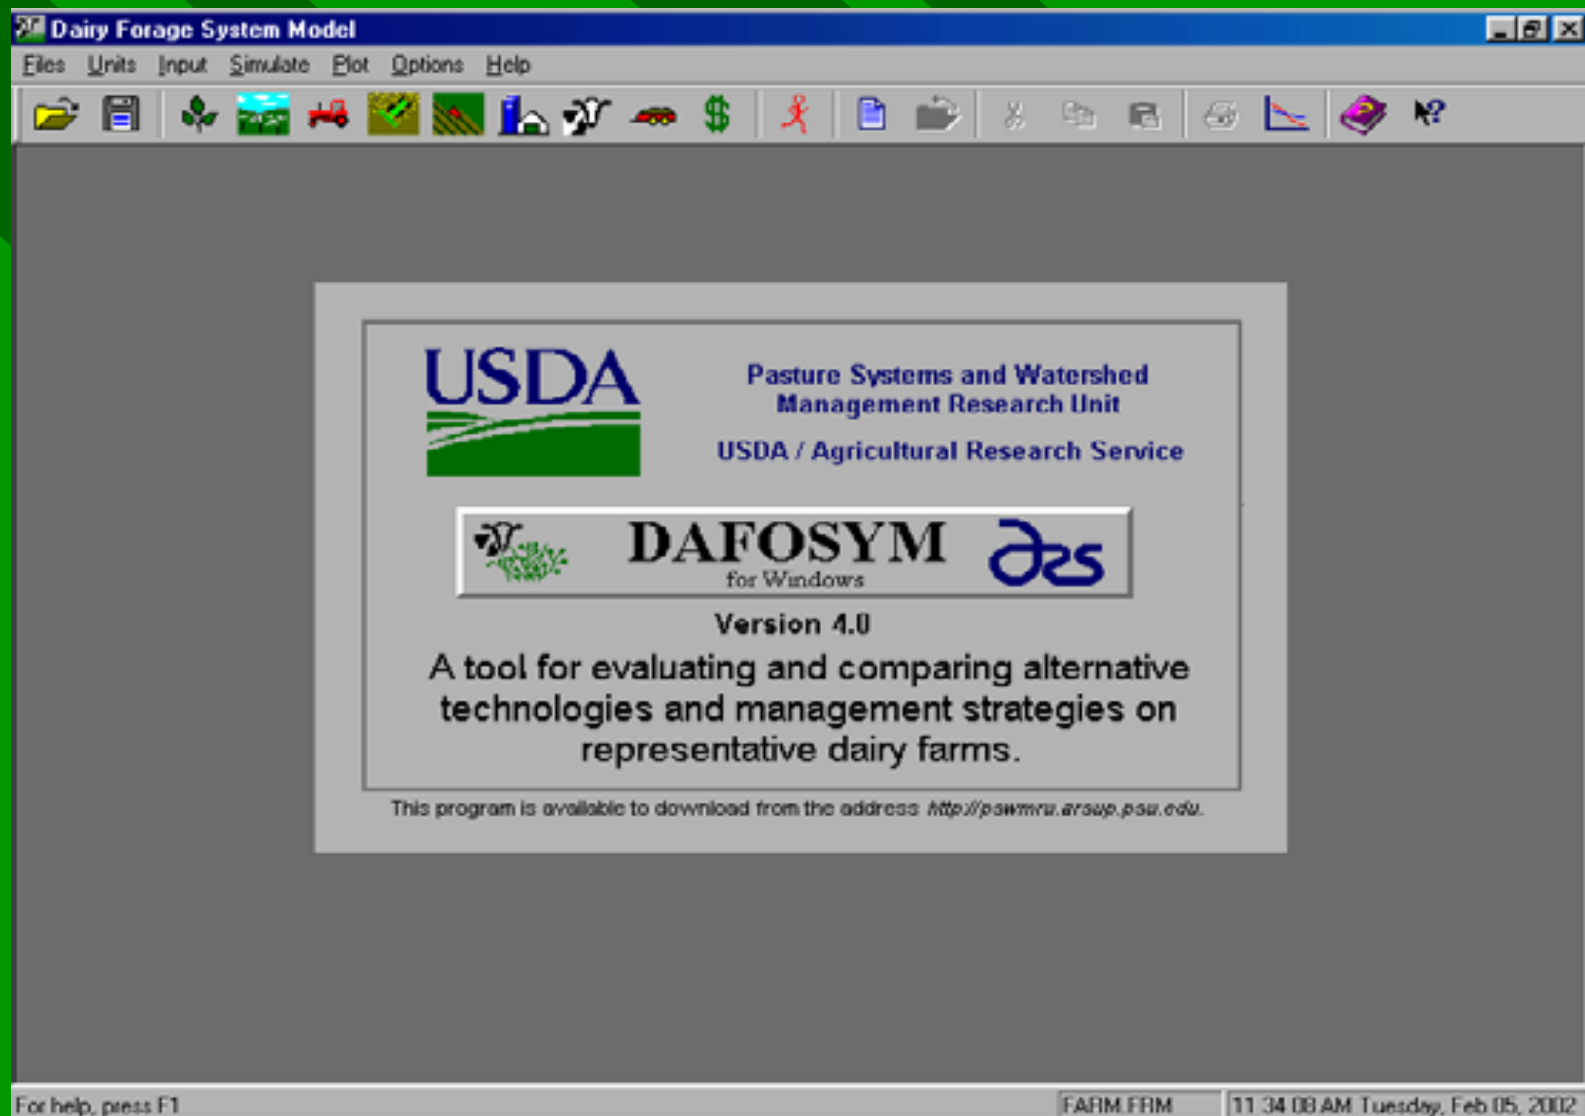 Dairy Forage System Model
Files Units Input Simulate Plot Options Help
USDA
Pasture Systems and Watershed
Management Research Unit
USDA / Agricultural Research Service
DAFOSYM
for Windows
ars
Version 4.0
A tool for evaluating and comparing alternative
technologies and management strategies on
representative dairy farms.
This program is available to download from the address http://pswmru.arsup.psu.edu.
For help, press F1
FARM.FRM
11:34:08 AM Tuesday, Feb 05, 2002